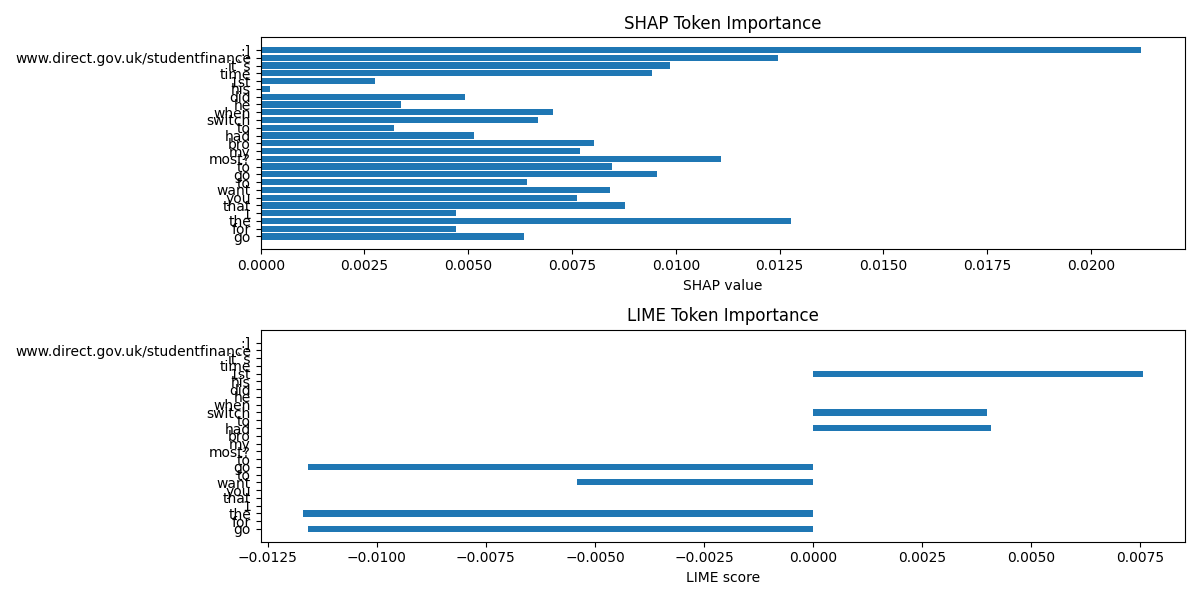 SHAP Token Importance
:]
www.direct.gov.uk/studentfinance
it's
time
1st
his
did
he
when
switch
to
had
bro
my
most?
to
go
to
want
you
that
I
the
for
go
0.0000 0.0025 0.0050 0.0075 0.0100 0.0125 0.0150 0.0175 0.0200
SHAP value
LIME Token Importance
:]
www.direct.gov.uk/studentfinance
it's
time
1st
his
did
he
when
switch
to
had
bro
my
most?
to
go
to
want
you
that
I
the
for
go
−0.0125 −0.0100 −0.0075 −0.0050 −0.0025 0.0000 0.0025 0.0050 0.0075
LIME score